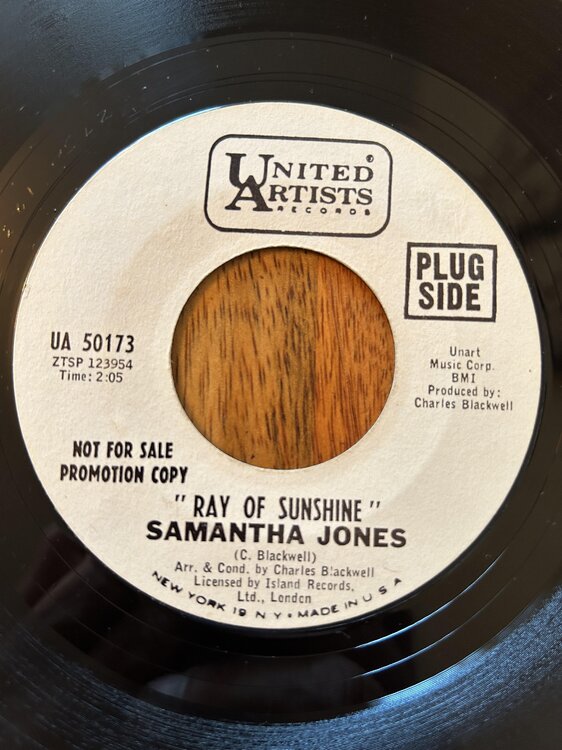 UNITED
ARTISTS
RECORDS
PLUG
SIDE
UA 50173
ZTSP 123954
Time: 2:05
Unart
Music Corp.
BMI
Produced by:
Charles Blackwell
NOT FOR SALE
PROMOTION COPY
"RAY OF SUNSHINE"
SAMANTHA JONES
(C. Blackwell)
Arr. & Cond. by Charles Blackwell
Licensed by Island Records,
Ltd., London
NEW YORK 19 N Y • MADE IN U S A